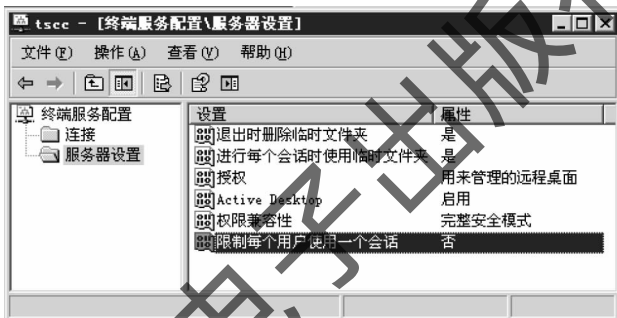 tscc - [终端服务配置\服务器设置]
文件(F) 操作(A) 查看(V) 帮助(H)
终端服务配置
连接
服务器设置
设置 属性
退出时删除临时文件夹 是
进行每个会话时使用临时文件夹 是
授权 用来管理的远程桌面
Active Desktop 启用
权限兼容性 完整安全模式
限制每个用户使用一个会话 否
电子出版